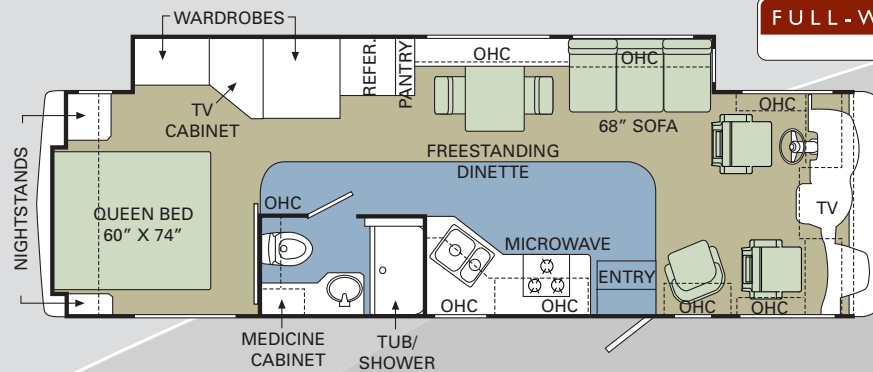 WARDROBES
FULL-W
OHC
OHC
REFER.
PANTRY
TV
CABINET
68" SOFA
OHC
NIGHTSTANDS
FREESTANDING
DINETTE
QUEEN BED
60" X 74"
OHC
TV
MICROWAVE
ENTRY
OHC
OHC
OHC
OHC
MEDICINE
CABINET
TUB/
SHOWER